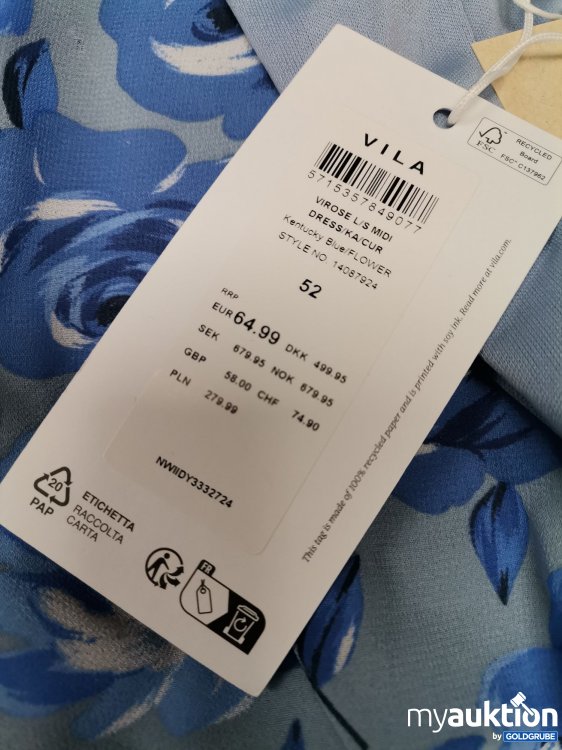 VILA
5715357849077
VIROSE L/S MIDI
DRESS/KA/CUR
Kentucky Blue/FLOWER
STYLE NO. 14087924
52
RRP
EUR 64.99 DKK 499.95
SEK 679.95 NOK 679.95
GBP 58.00 CHF 74.90
PLN 279.99
NWIIDY3332724
FSC
RECYCLED
Board
FSC® C137962
This tag is made of 100% recycled paper and is printed with soy ink. Read more at vila.com.
20
PAP
ETICHETTA
RACCOLTA
CARTA
FR
myauktion
by GOLDGRUBE